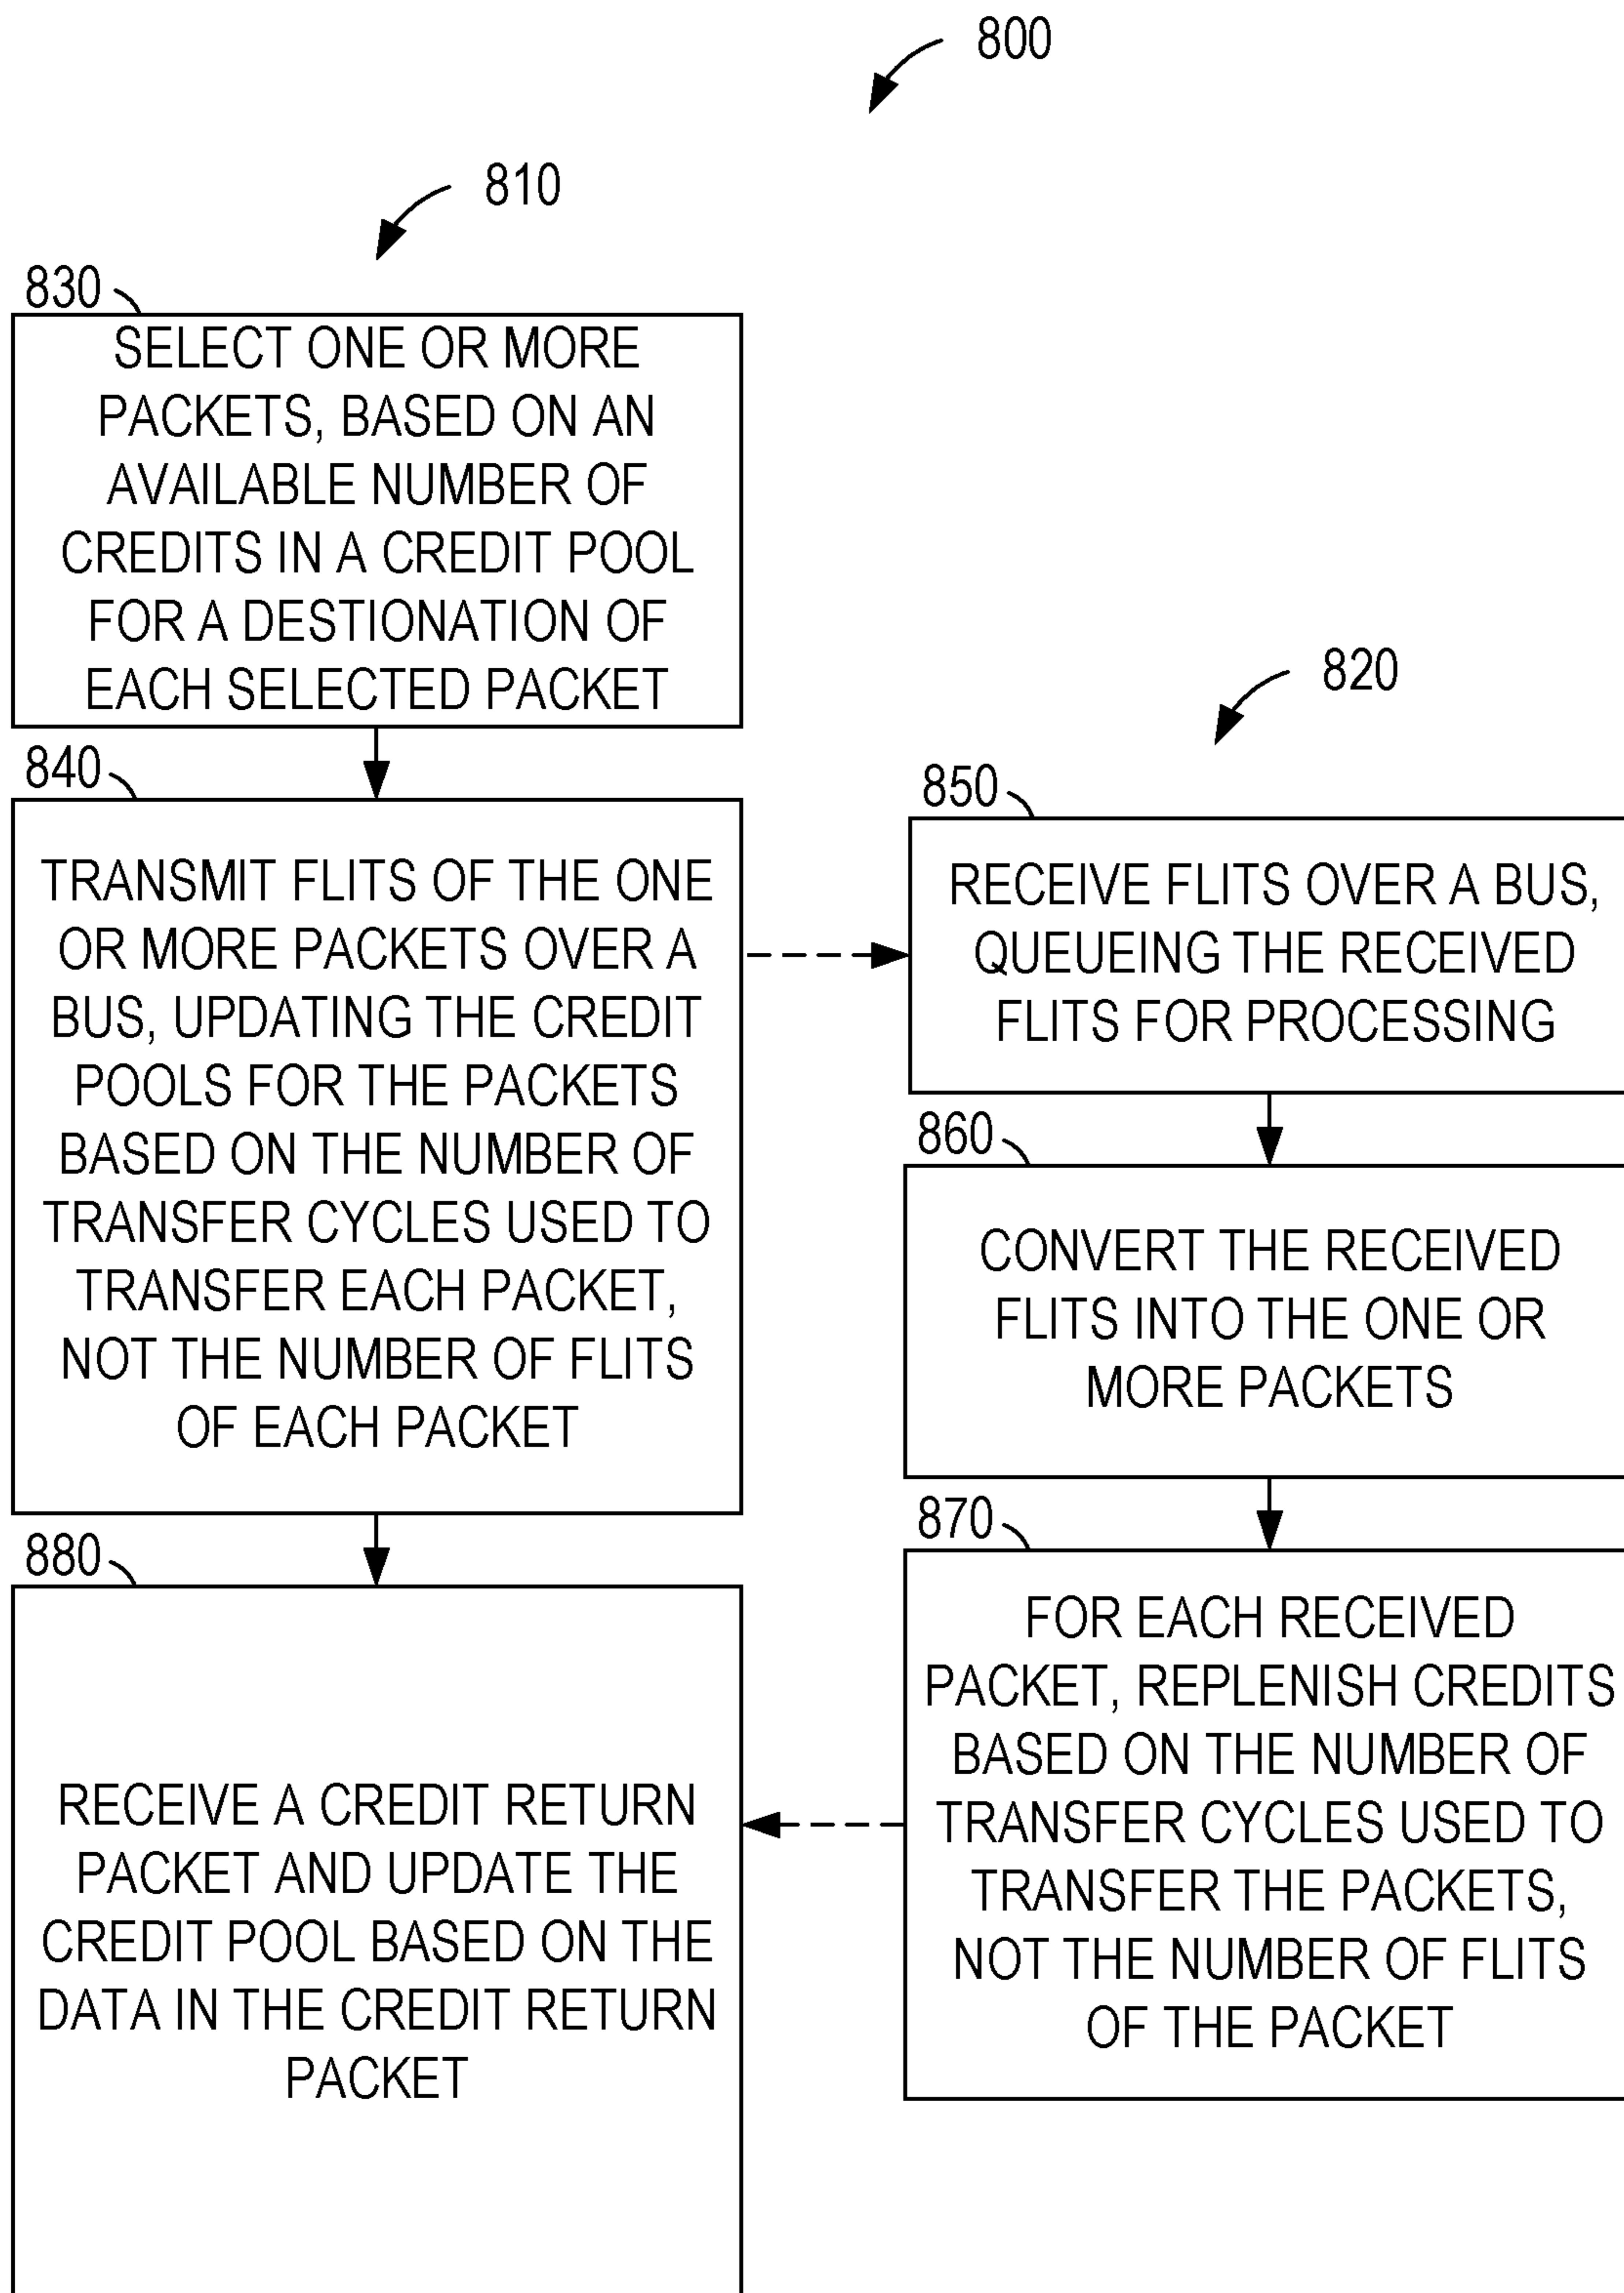 800
810
830
SELECT ONE OR MORE
PACKETS, BASED ON AN
AVAILABLE NUMBER OF
CREDITS IN A CREDIT POOL
FOR A DESTIONATION OF
EACH SELECTED PACKET
840
TRANSMIT FLITS OF THE ONE
OR MORE PACKETS OVER A
BUS, UPDATING THE CREDIT
POOLS FOR THE PACKETS
BASED ON THE NUMBER OF
TRANSFER CYCLES USED TO
TRANSFER EACH PACKET,
NOT THE NUMBER OF FLITS
OF EACH PACKET
880
RECEIVE A CREDIT RETURN
PACKET AND UPDATE THE
CREDIT POOL BASED ON THE
DATA IN THE CREDIT RETURN
PACKET
820
850
RECEIVE FLITS OVER A BUS,
QUEUEING THE RECEIVED
FLITS FOR PROCESSING
860
CONVERT THE RECEIVED
FLITS INTO THE ONE OR
MORE PACKETS
870
FOR EACH RECEIVED
PACKET, REPLENISH CREDITS
BASED ON THE NUMBER OF
TRANSFER CYCLES USED TO
TRANSFER THE PACKETS,
NOT THE NUMBER OF FLITS
OF THE PACKET